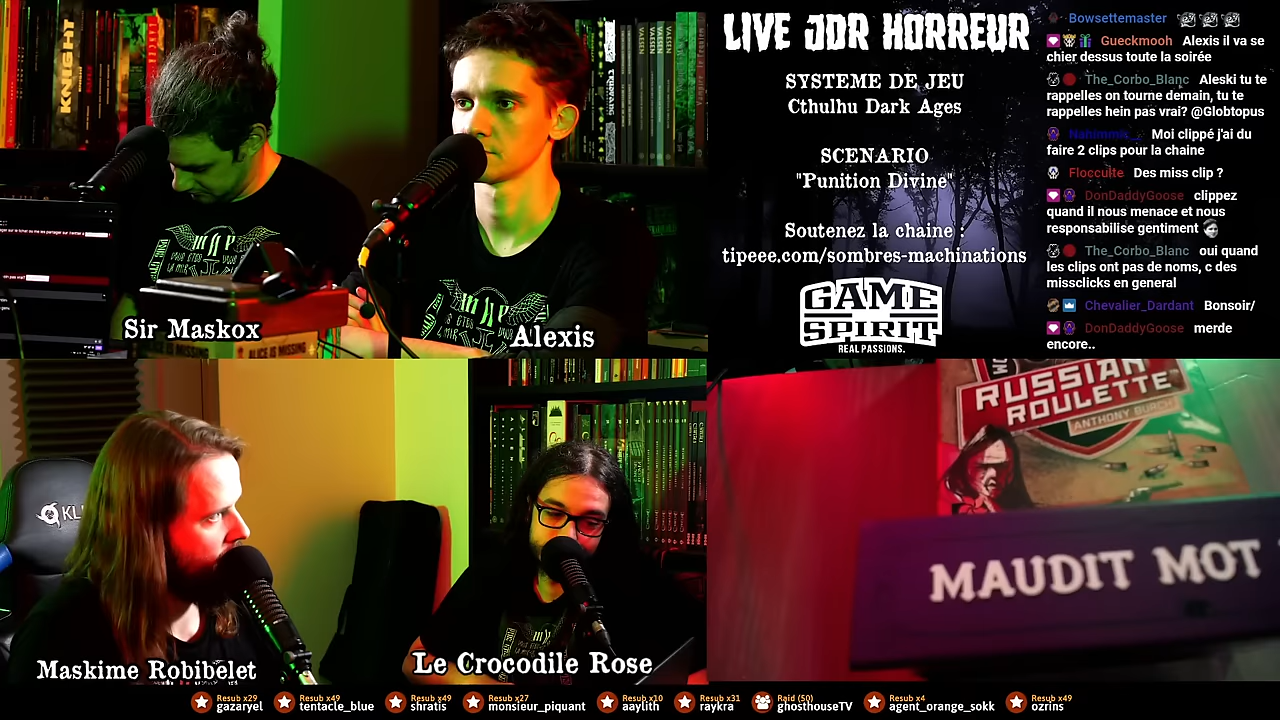 KNIGHT
VAESEN
VAESEN
VAESEN
ALICE IS MISSING
Sir Maskox
Alexis
LIVE JDR HORREUR
SYSTEME DE JEU
Cthulhu Dark Ages
SCENARIO
"Punition Divine"
Soutenez la chaine :
tipeee.com/sombres-machinations
GAME
SPIRIT
REAL PASSIONS.
Bowsettemaster
Gueckmooh Alexis il va se
chier dessus toute la soirée
The_Corbo_Blanc Aleski tu te
rappelles on tourne demain, tu te
rappelles hein pas vrai? @Globtopus
Moi clippé j'ai du
faire 2 clips pour la chaine
Flocculte Des miss clip ?
DonDaddyGoose clippez
quand il nous menace et nous
responsabilise gentiment
The_Corbo_Blanc oui quand
les clips ont pas de noms, c des
missclicks en general
Chevalier_Dardant Bonsoir/
DonDaddyGoose merde
encore..
Maskime Robibelet
Le Crocodile Rose
RUSSIAN
ROULETTE
ANTHONY BURCH
MAUDIT MOT
Resub x29
gazaryel
Resub x49
tentacle_blue
Resub x49
shratis
Resub x27
monsieur_piquant
Resub x10
aaylith
Resub x31
raykra
Raid (50)
ghosthouseTV
Resub x4
agent_orange_sokk
Resub x49
ozrins